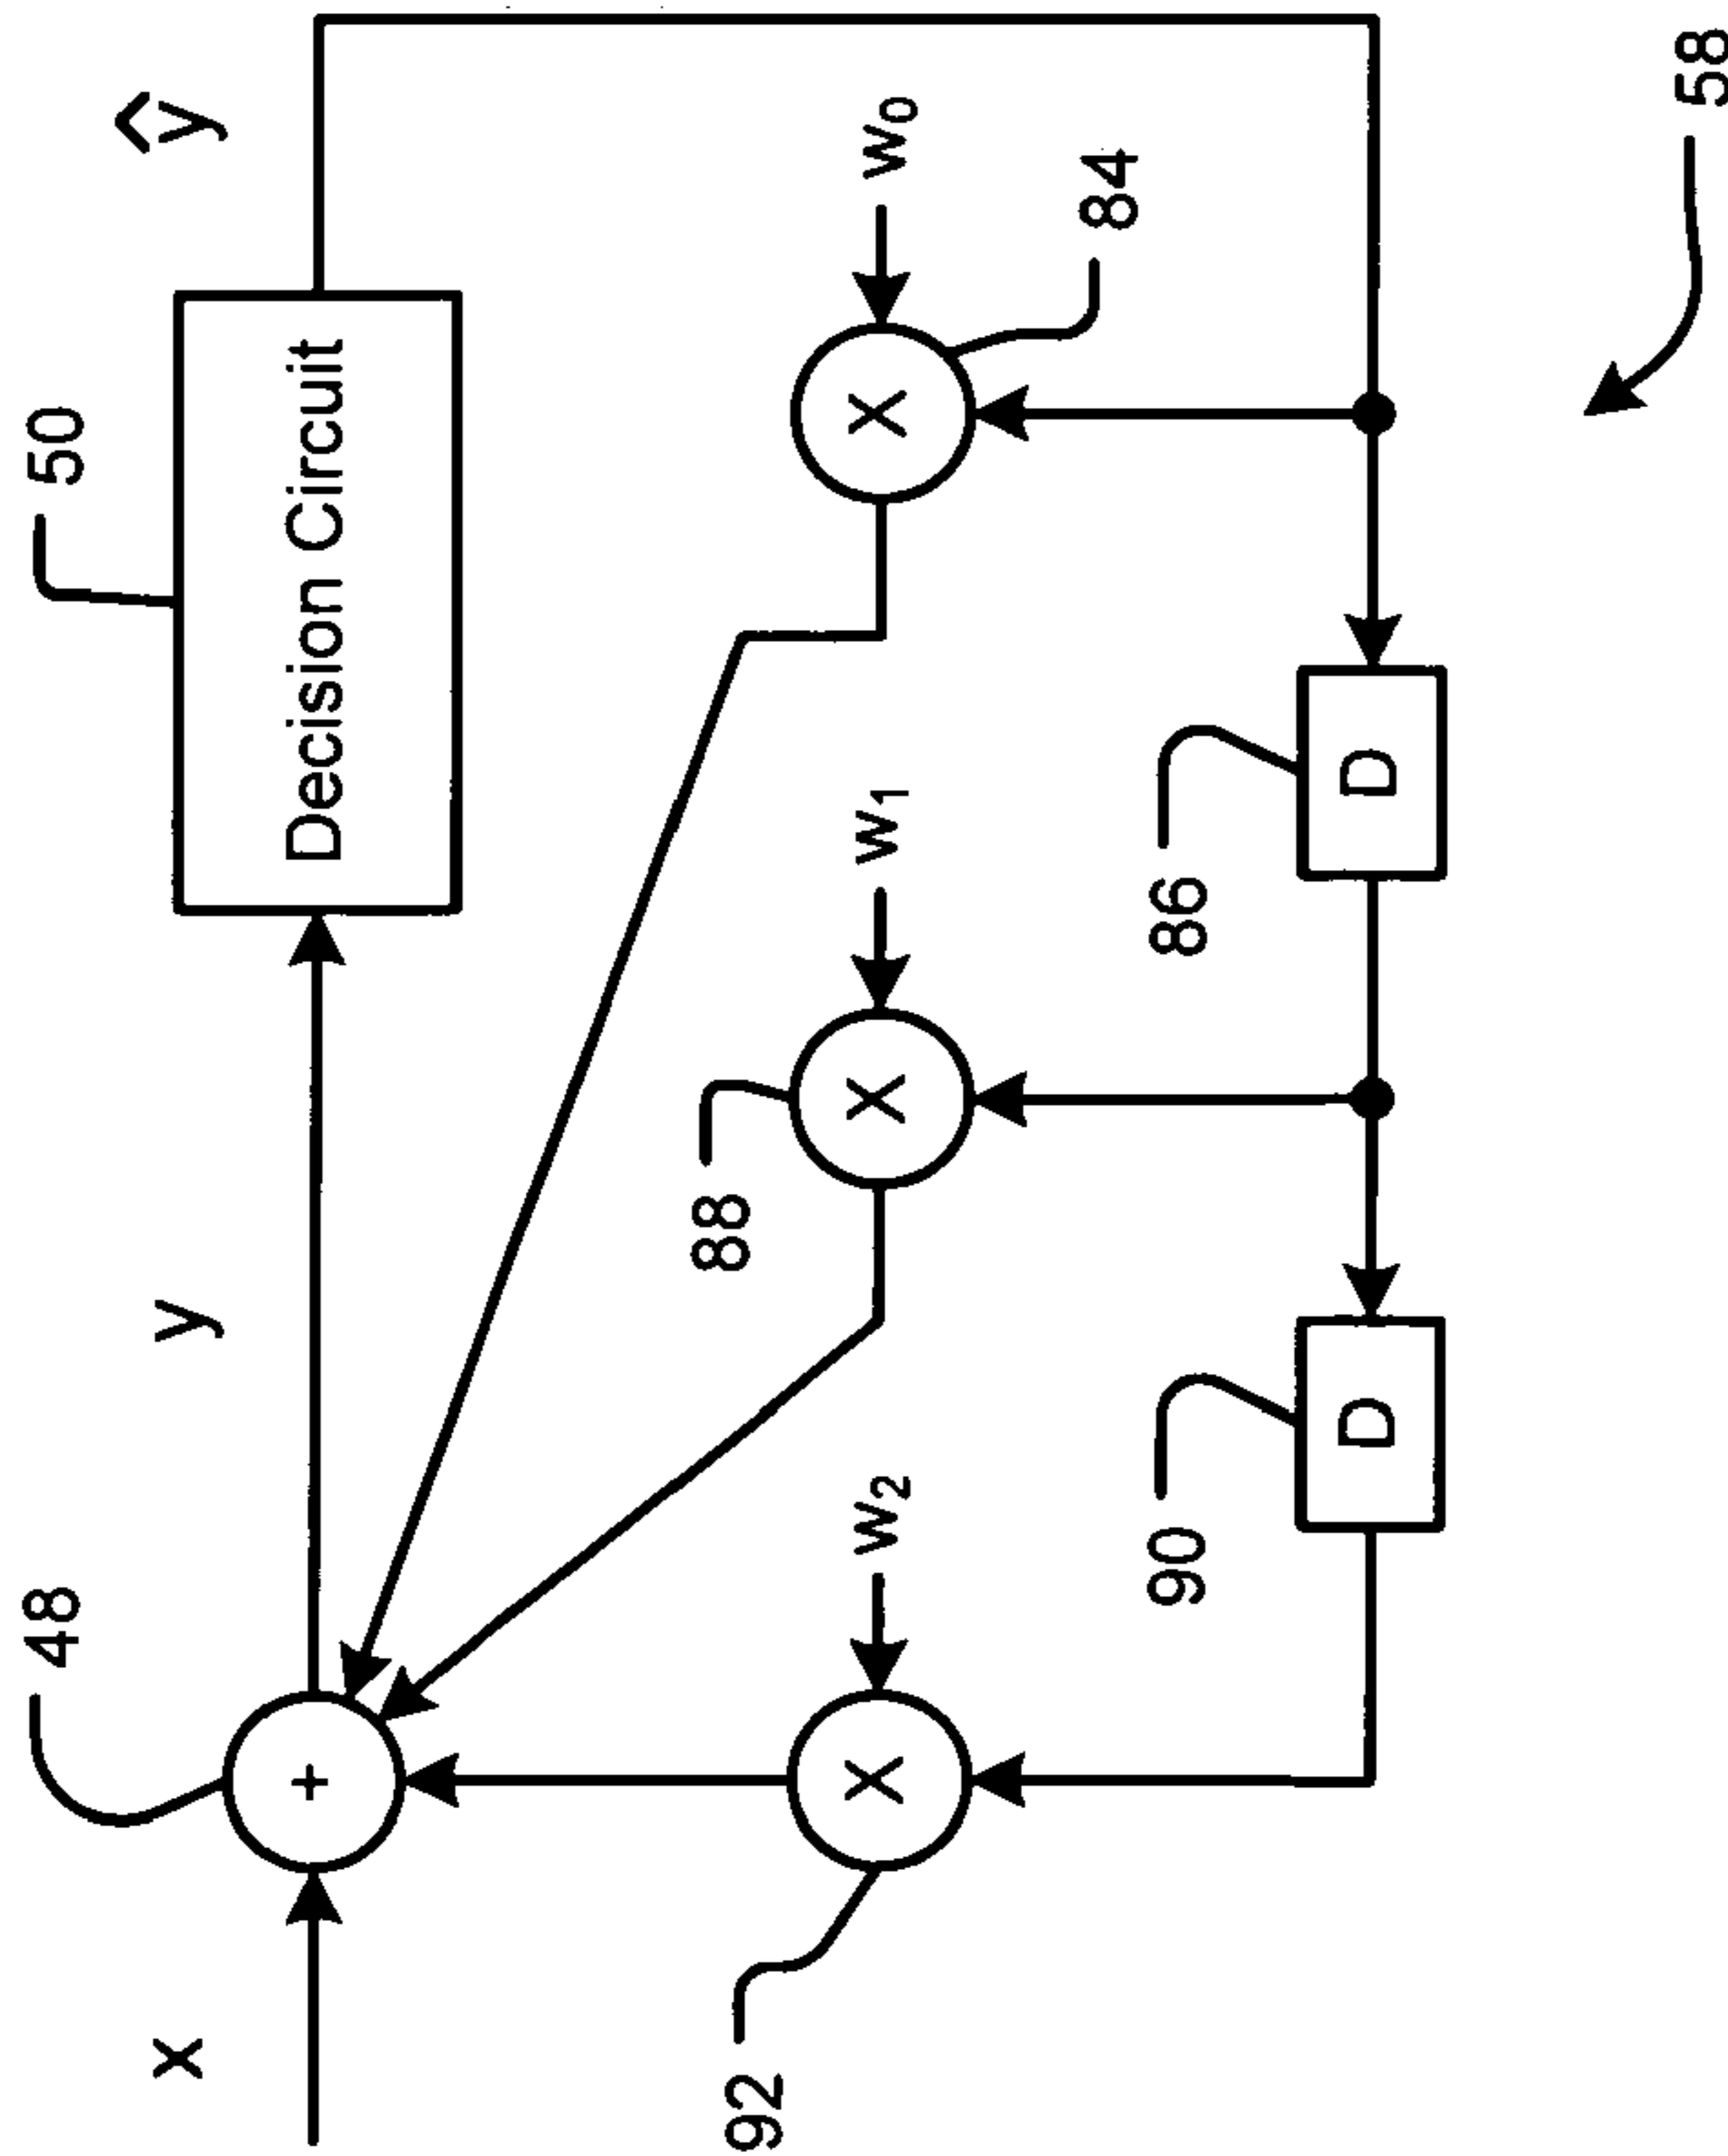 x
48
+
y
50
Decision Circuit
ŷ
92
X
w2
88
X
w1
X
w0
84
90
D
86
D
58